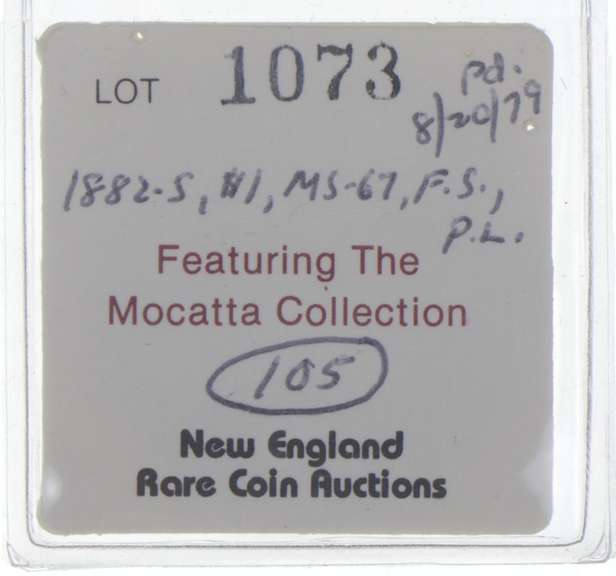 LOT 1073 pd.
8/20/79
1882-S, #1, MS-67, F.S.,
P.L.
Featuring The
Mocatta Collection
105
New England
Rare Coin Auctions